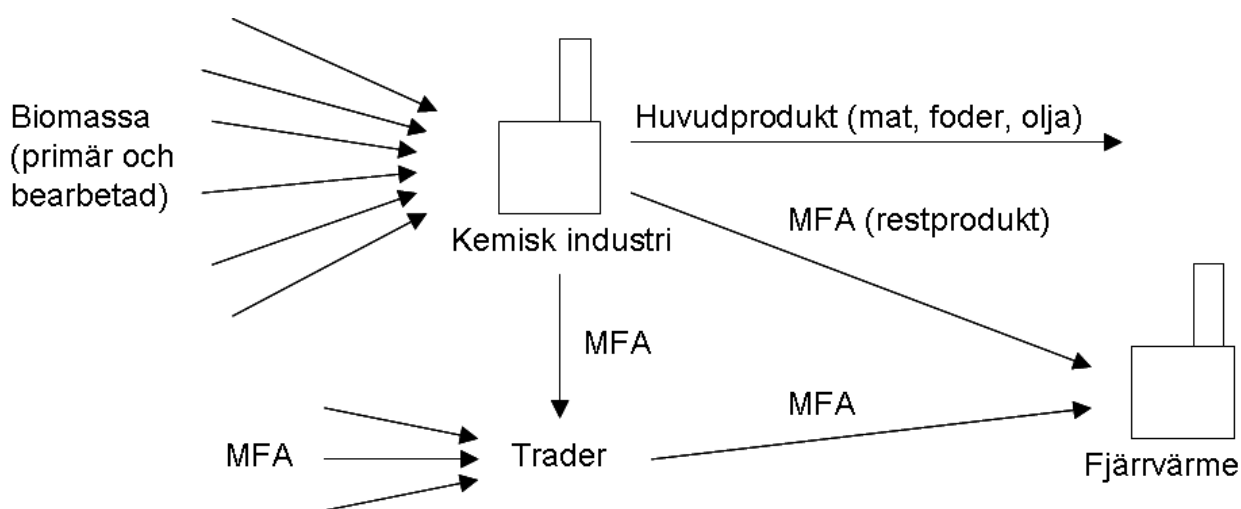 Biomassa
(primär och
bearbetad)
Huvudprodukt (mat, foder, olja)
MFA (restprodukt)
Kemisk industri
MFA
MFA
MFA
Trader
Fjärrvärme